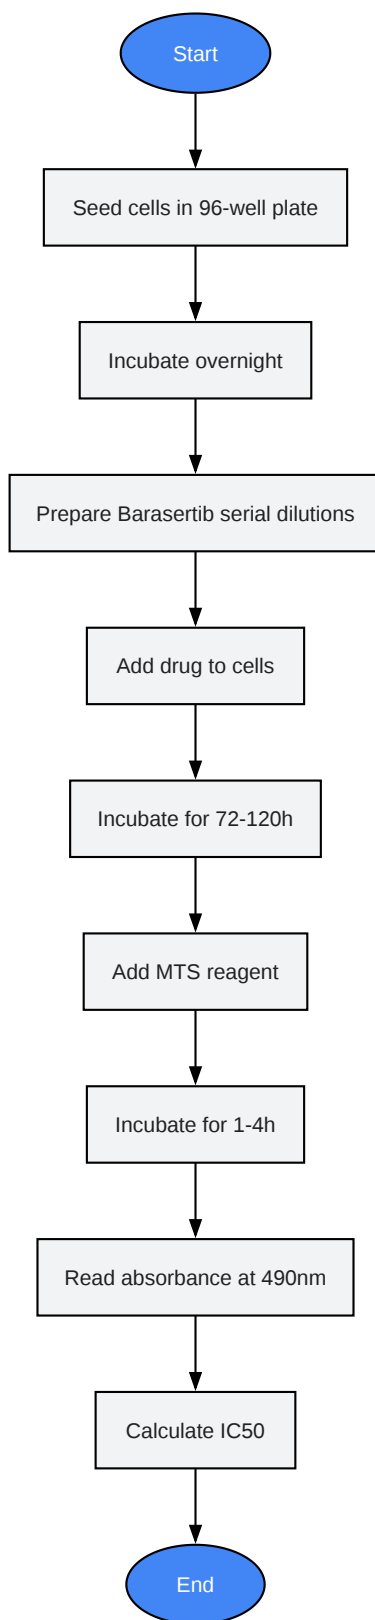 Start
Seed cells in 96-well plate
Incubate overnight
Prepare Barasertib serial dilutions
Add drug to cells
Incubate for 72-120h
Add MTS reagent
Incubate for 1-4h
Read absorbance at 490nm
Calculate IC50
End